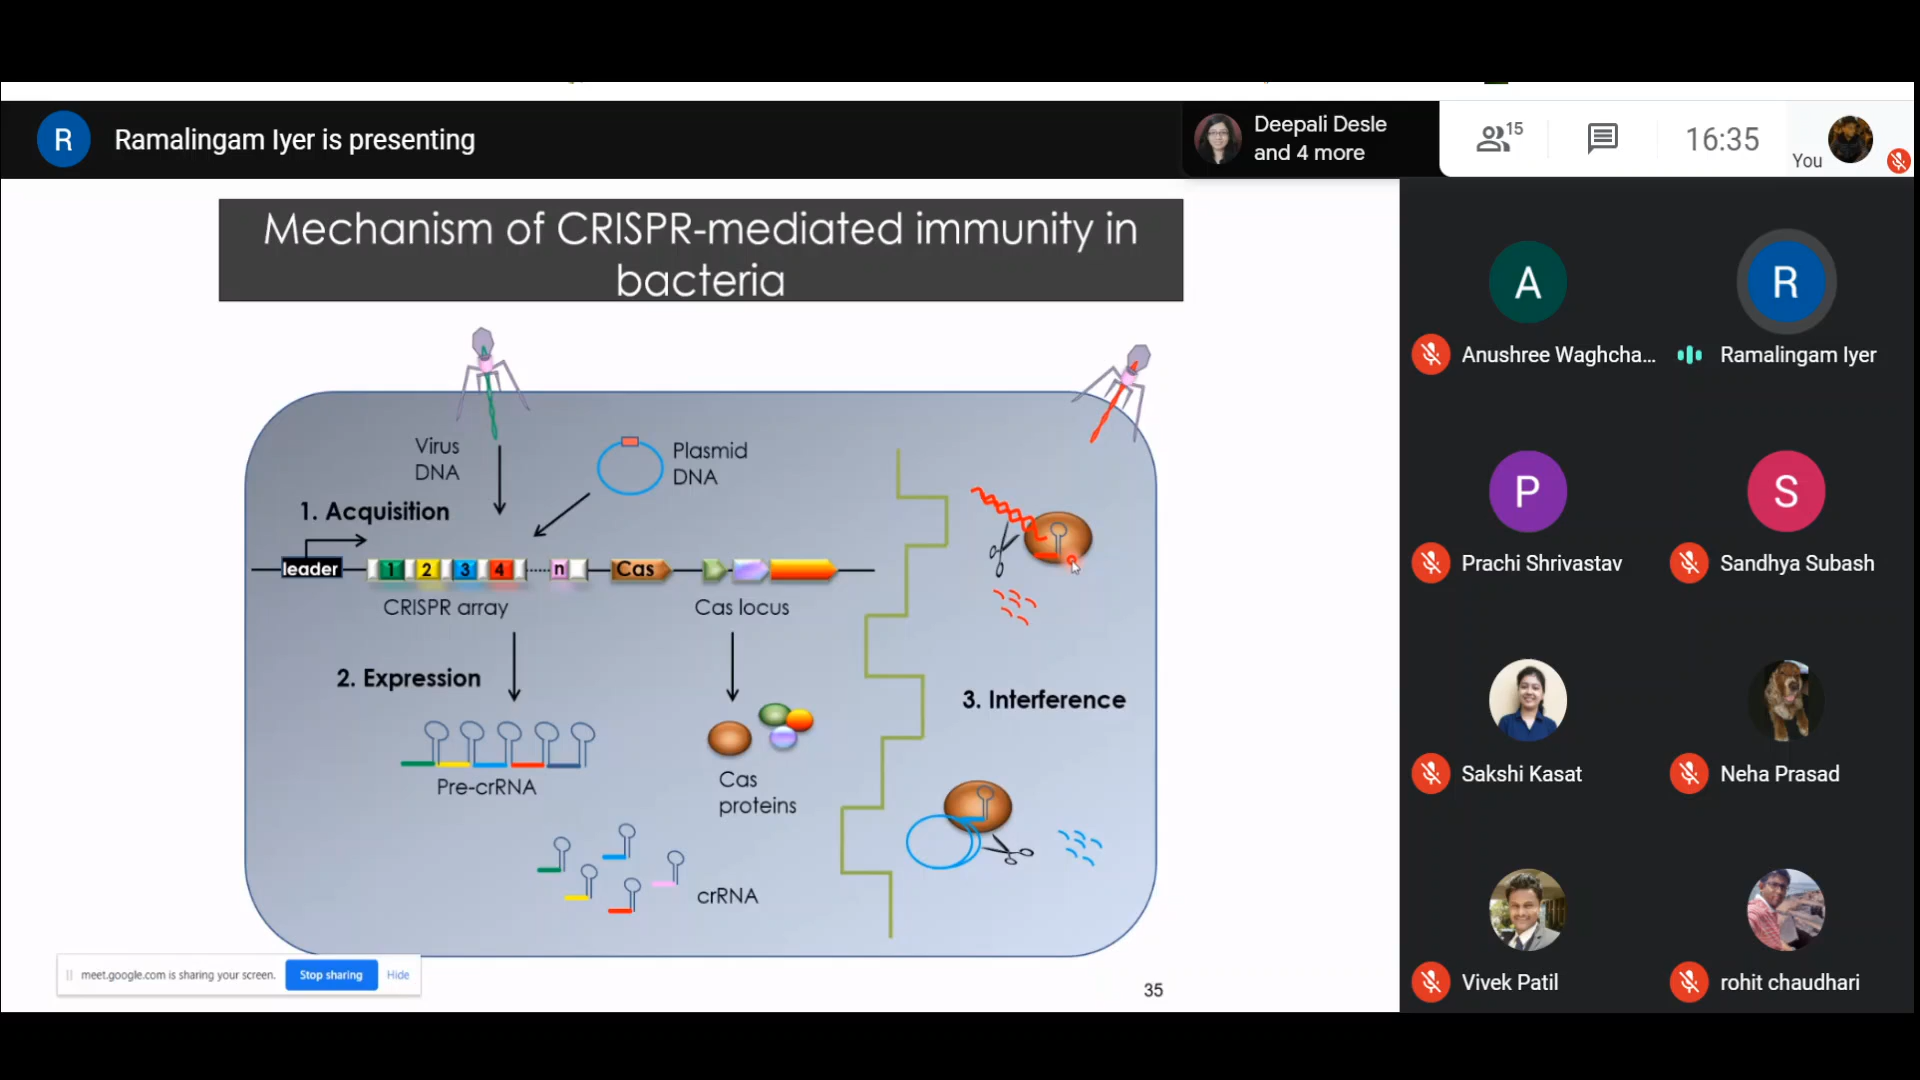 R
Ramalingam Iyer is presenting
Deepali Desle
and 4 more
15
16:35
You
Mechanism of CRISPR-mediated immunity in
bacteria
Virus
DNA
Plasmid
DNA
1. Acquisition
leader
1
2
3
4
n
Cas
CRISPR array
Cas locus
2. Expression
Pre-crRNA
Cas
proteins
crRNA
3. Interference
meet.google.com is sharing your screen.
Stop sharing
Hide
35
A
Anushree Waghcha...
R
Ramalingam Iyer
P
Prachi Shrivastav
S
Sandhya Subash
Sakshi Kasat
Neha Prasad
Vivek Patil
rohit chaudhari